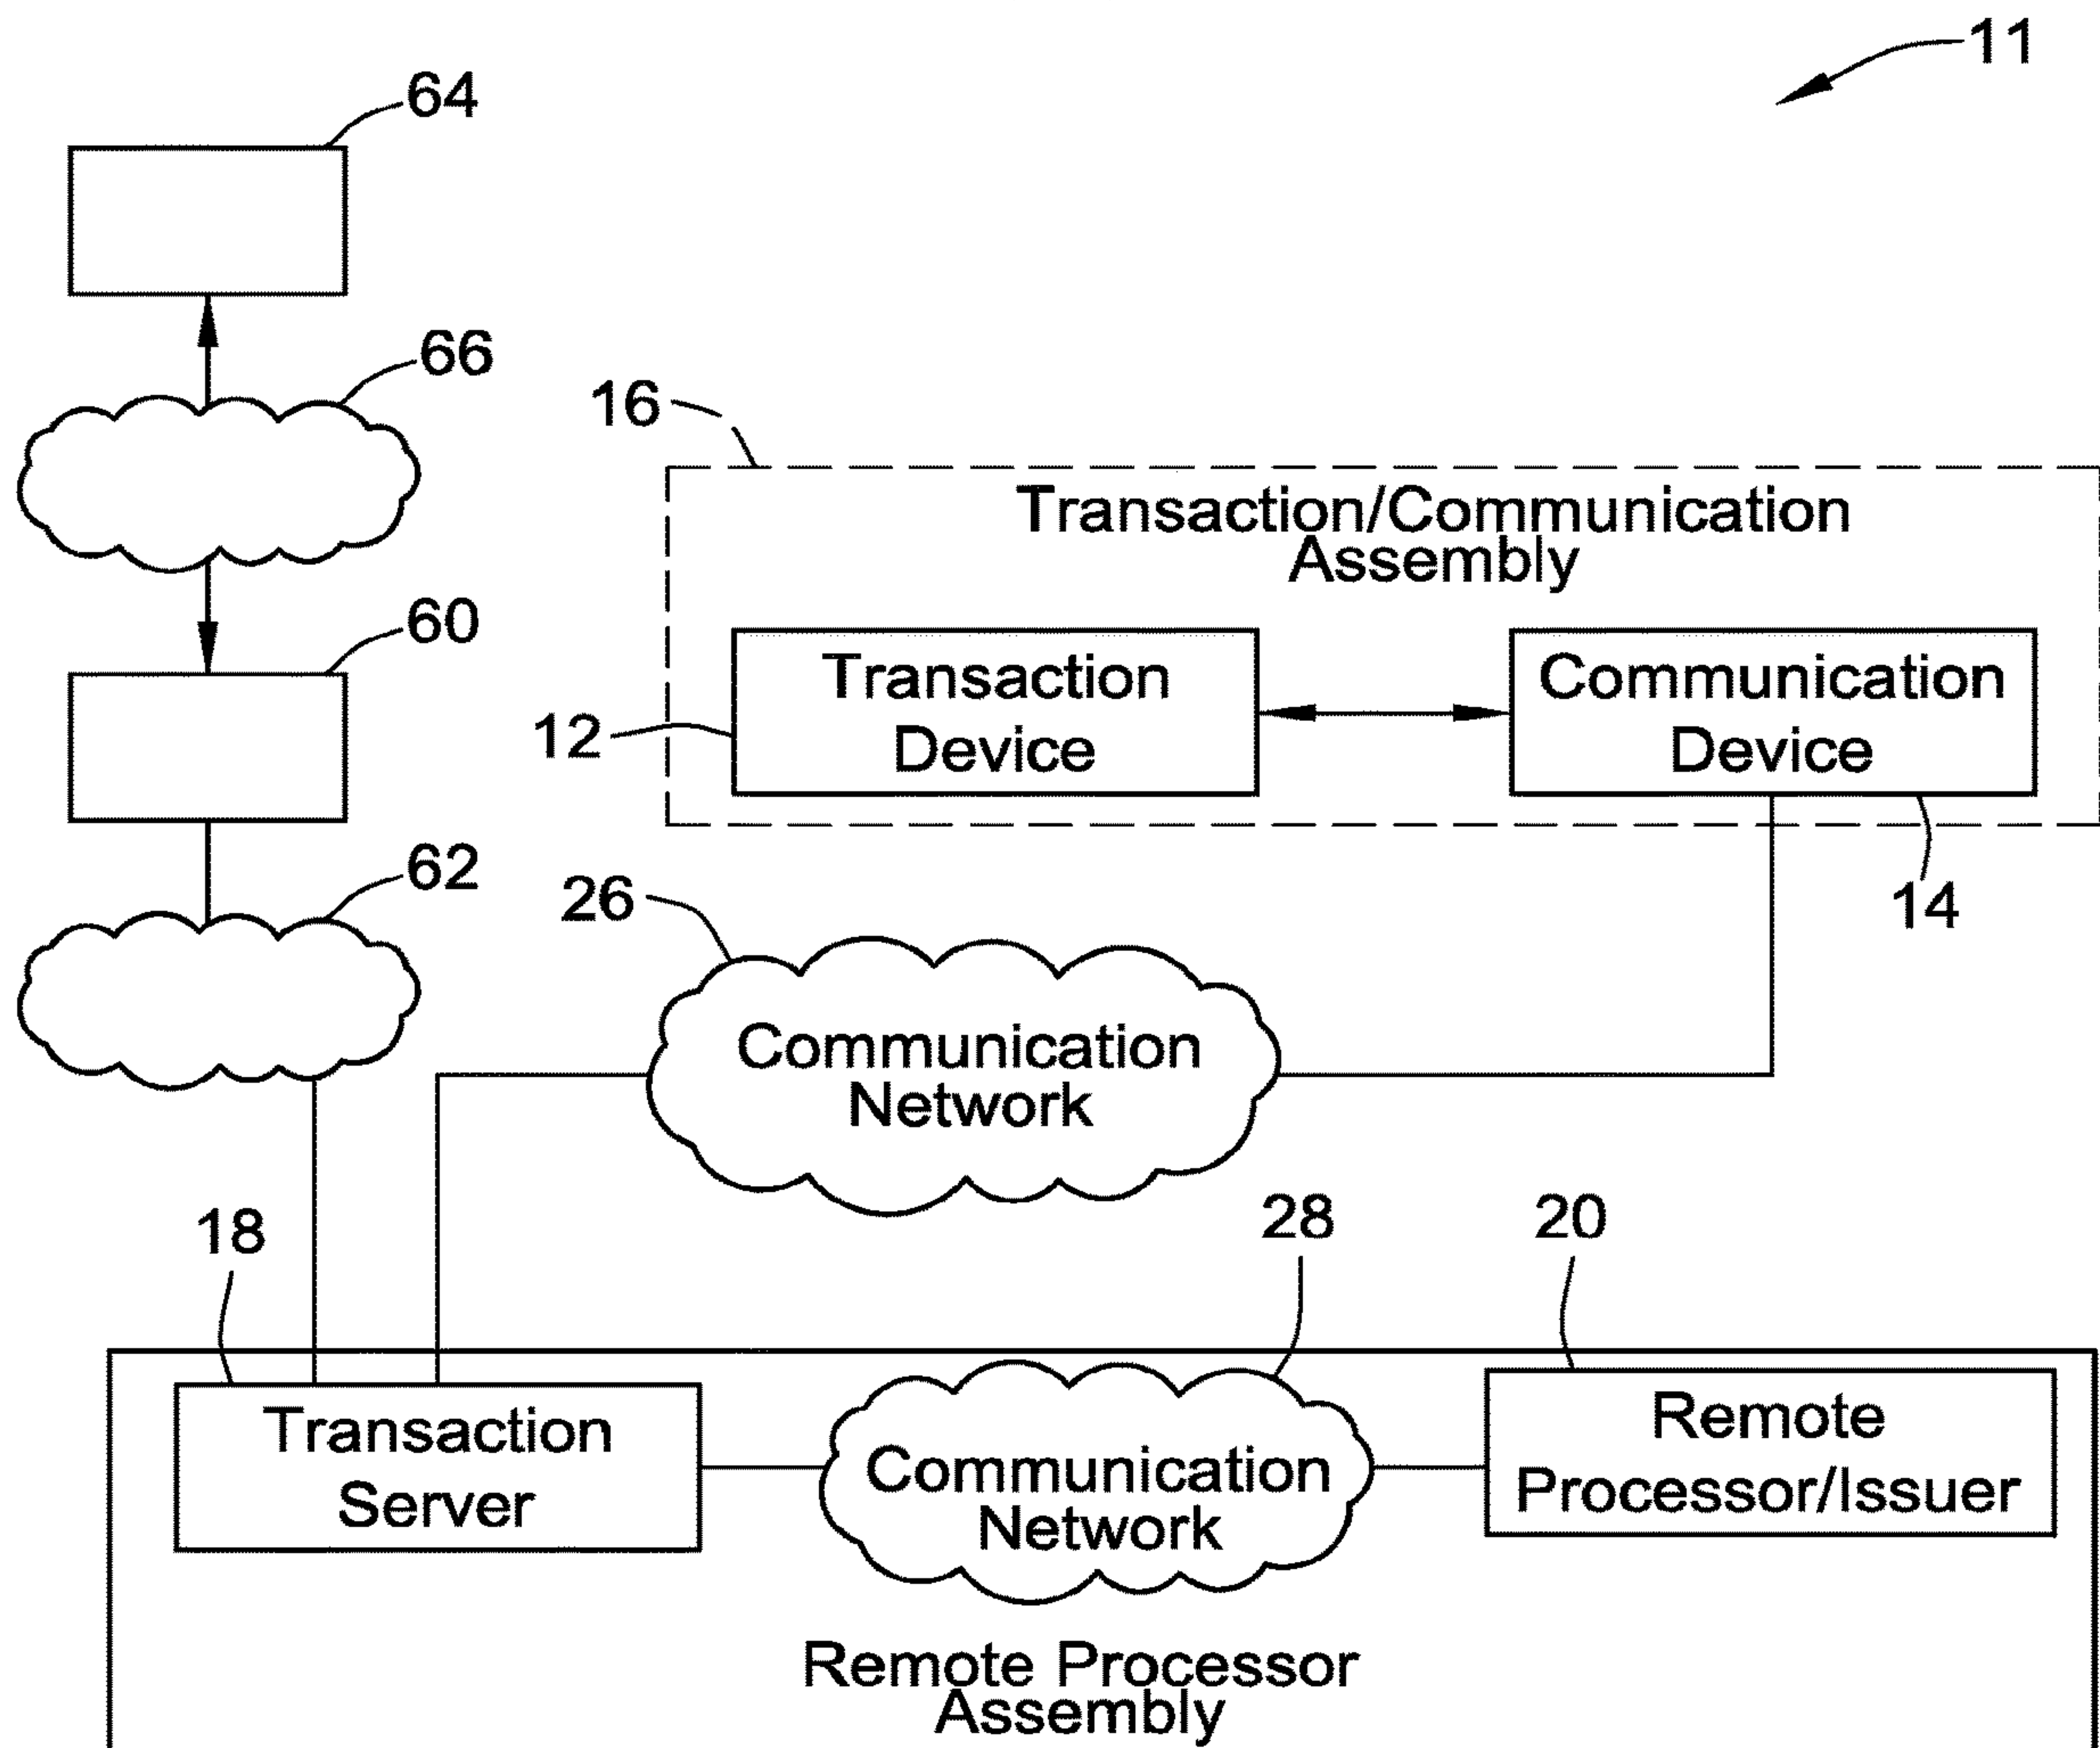 11
64
66
16
Transaction/Communication
Assembly
60
Transaction
Device
Communication
Device
12
62
26
14
Communication
Network
18
28
20
Transaction
Server
Communication
Network
Remote
Processor/Issuer
Remote Processor
Assembly